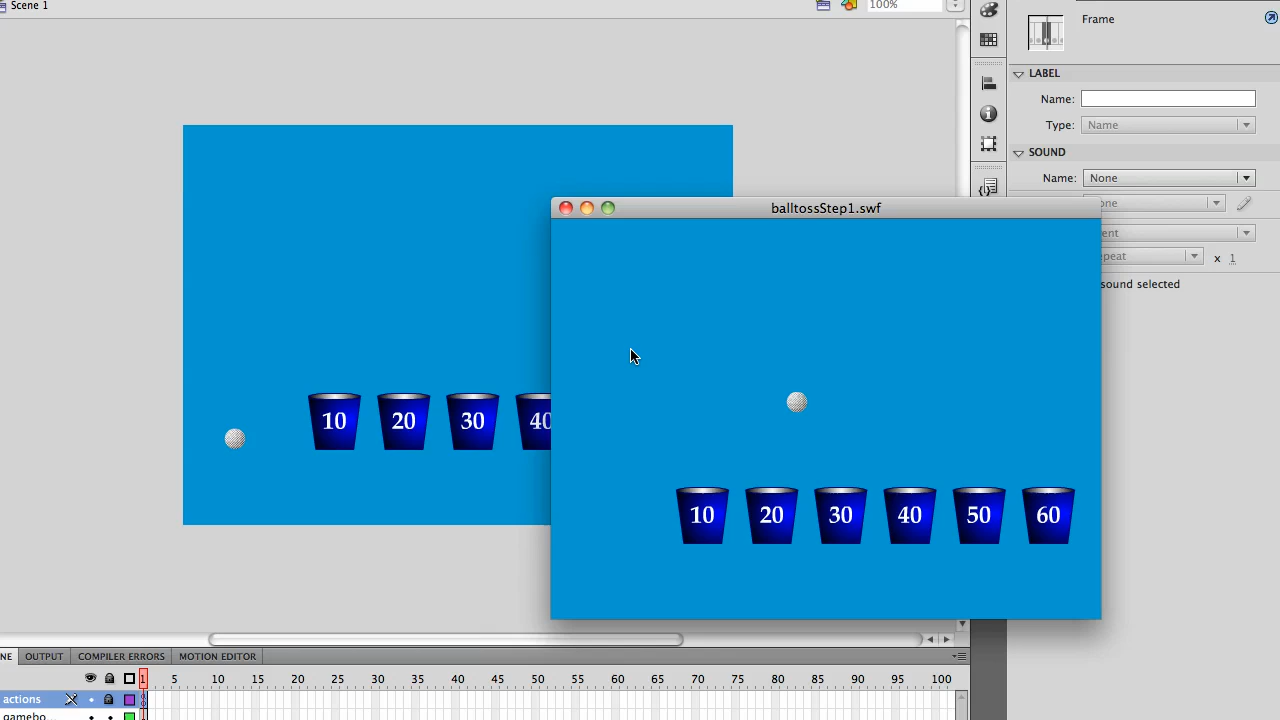 Scene 1
100%
Frame
LABEL
Name:
Type: Name
SOUND
Name: None
balltossStep1.swf
x 1
sound selected
10 20 30 40
10 20 30 40 50 60
OUTPUT COMPILER ERRORS MOTION EDITOR
1 5 10 15 20 25 30 35 40 45 50 55 60 65 70 75 80 85 90 95 100
actions
gamebo...